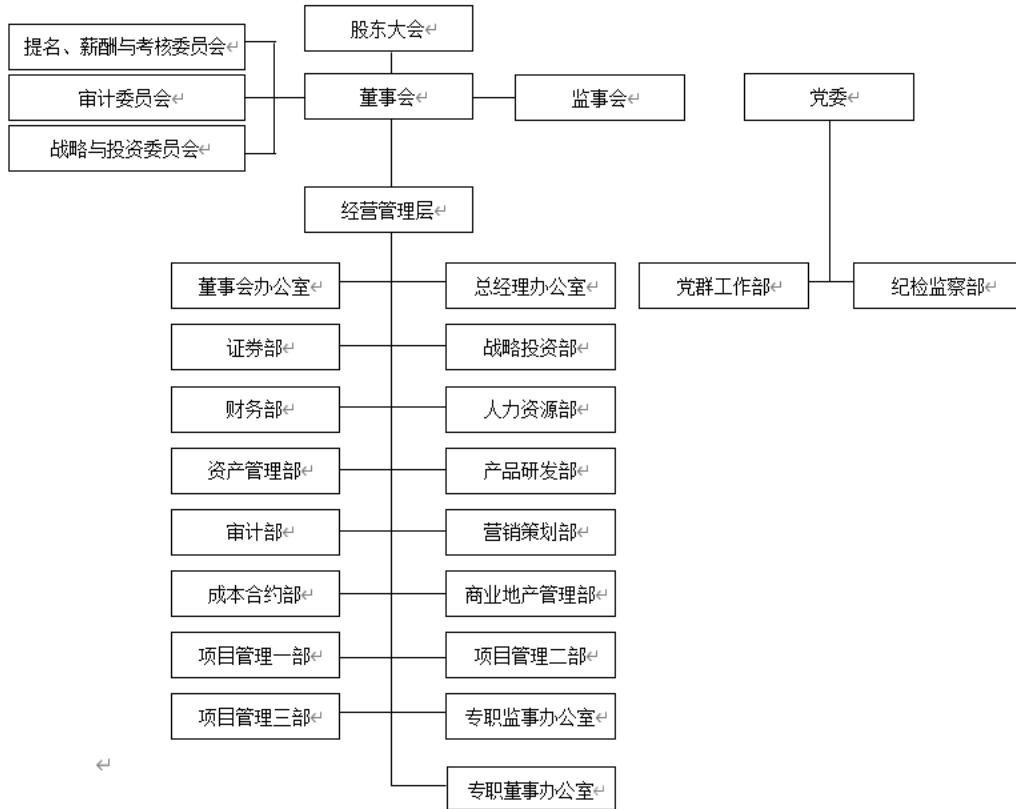 股东大会
提名、薪酬与考核委员会
审计委员会
董事会
监事会
党委
战略与投资委员会
经营管理层
董事会办公室
总经理办公室
党群工作部
纪检监察部
证券部
战略投资部
财务部
人力资源部
资产管理部
产品研发部
审计部
营销策划部
成本合约部
商业地产管理部
项目管理一部
项目管理二部
项目管理三部
专职监事办公室
专职董事办公室